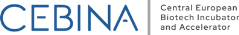 CEBINA
Central European
Biotech Incubator
and Accelerator